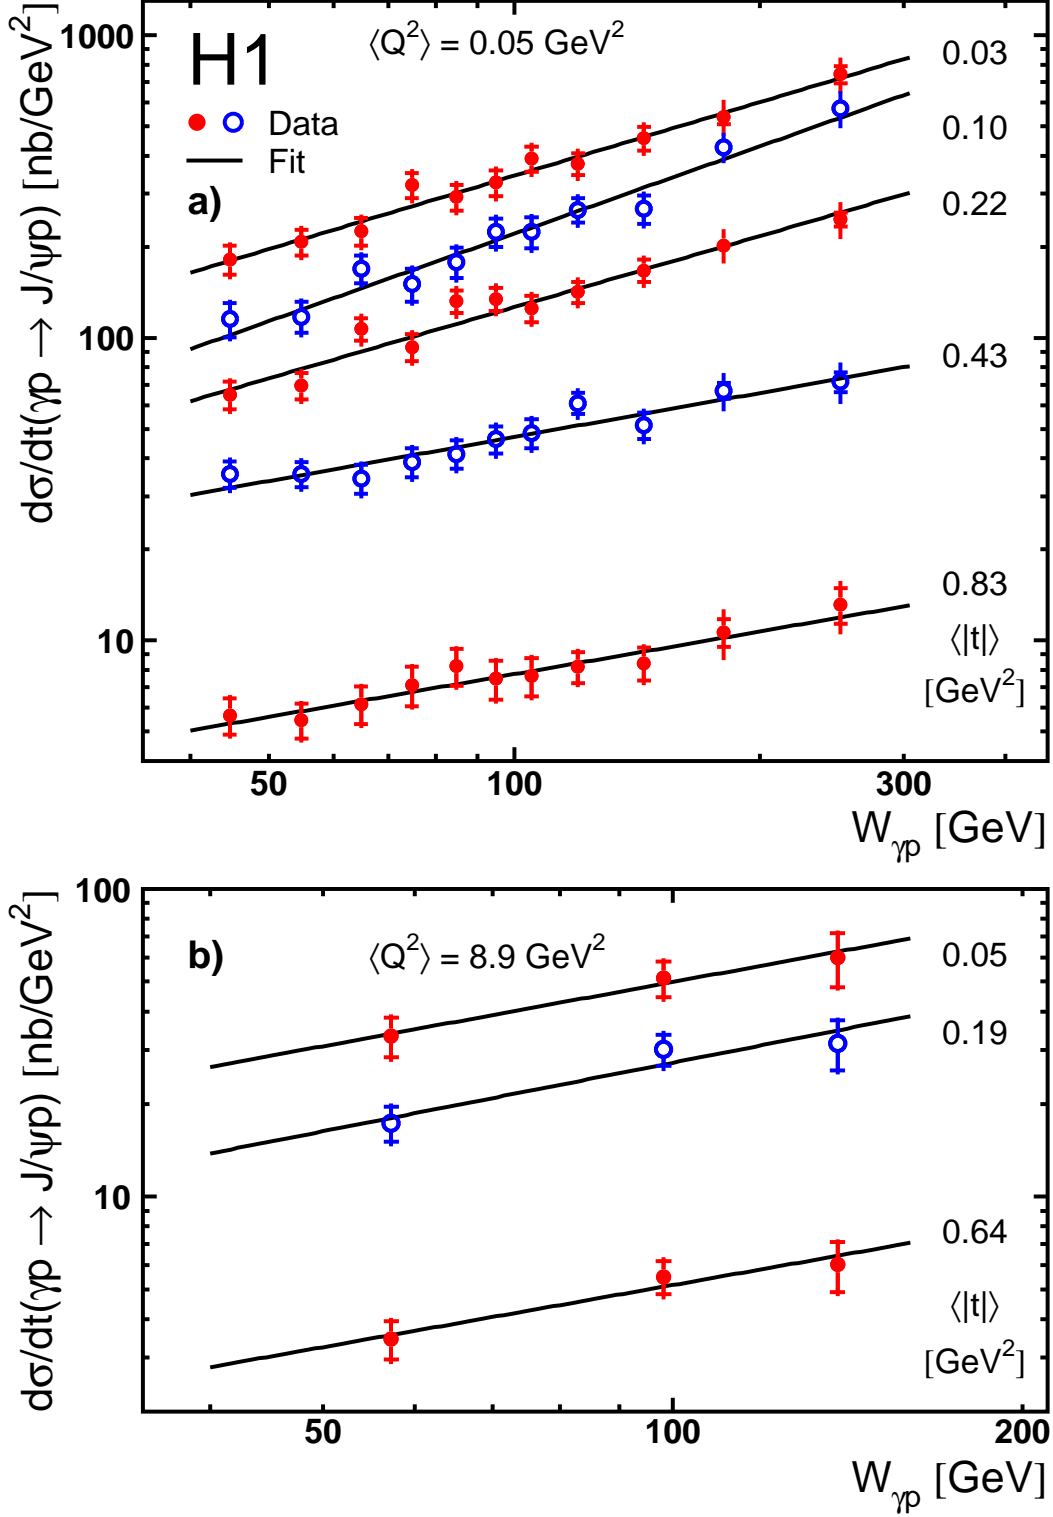 ⟨Q²⟩ = 0.05 GeV²
H1
Data
Fit
a)
dσ/dt(γp → J/ψp) [nb/GeV²]
1000
100
10
0.03
0.10
0.22
0.43
0.83
⟨|t|⟩
[GeV²]
50
100
300
W_γp [GeV]
b)
⟨Q²⟩ = 8.9 GeV²
dσ/dt(γp → J/ψp) [nb/GeV²]
100
10
0.05
0.19
0.64
⟨|t|⟩
[GeV²]
50
100
200
W_γp [GeV]